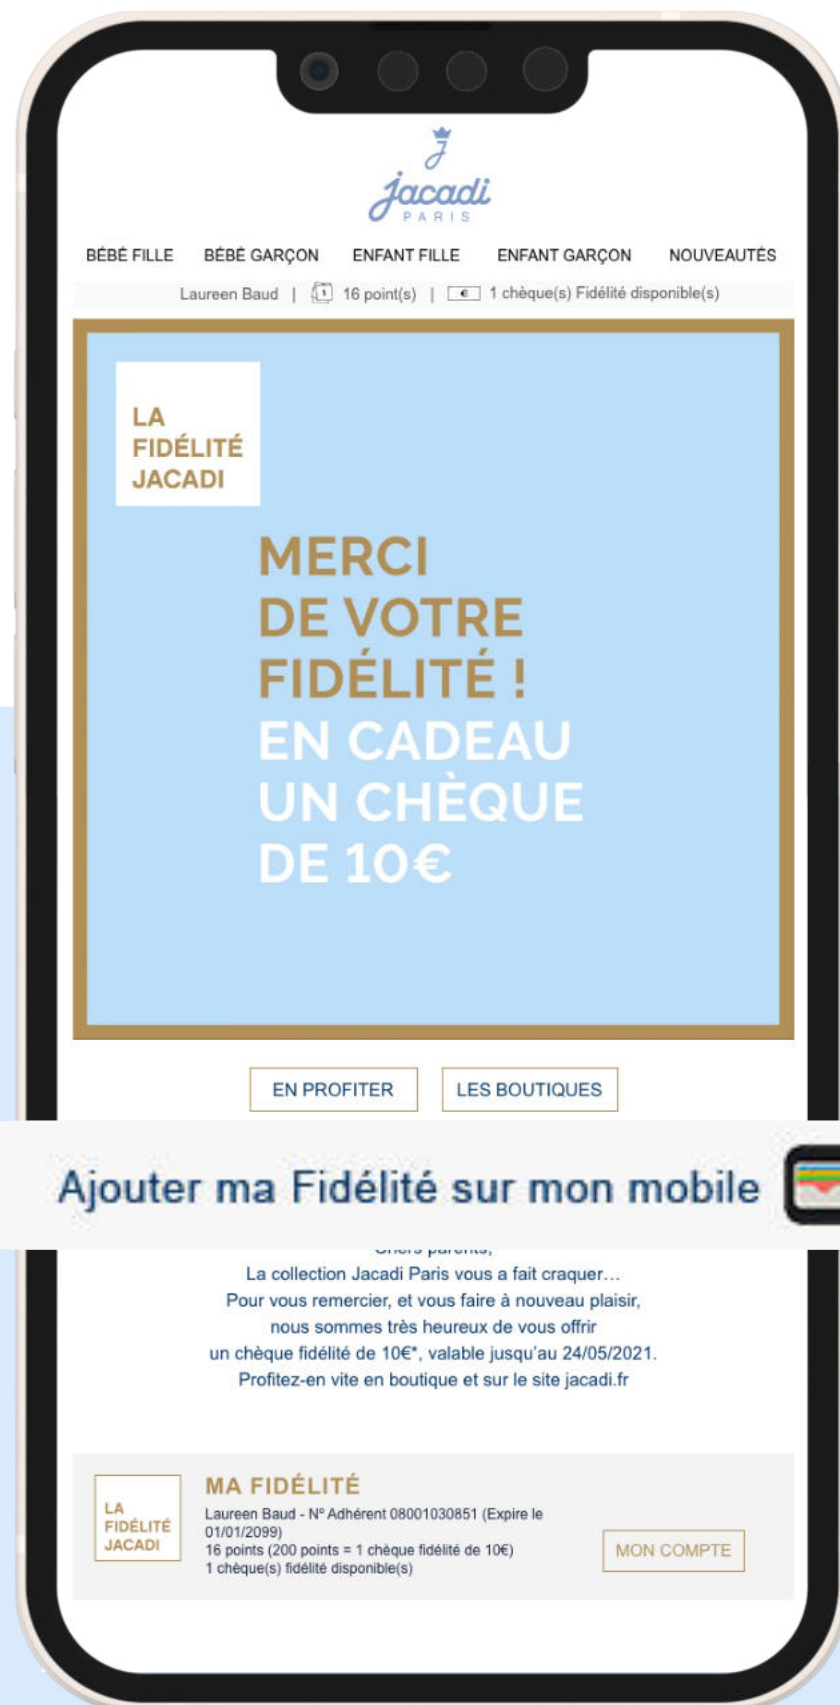 J
jacadi
PARIS
BÉBÉ FILLE BÉBÉ GARÇON ENFANT FILLE ENFANT GARÇON NOUVEAUTÉS
Laureen Baud | 1 16 point(s) | € 1 chèque(s) Fidélité disponible(s)
LA
FIDÉLITÉ
JACADI
MERCI
DE VOTRE
FIDÉLITÉ !
EN CADEAU
UN CHÈQUE
DE 10€
EN PROFITER LES BOUTIQUES
Ajouter ma Fidélité sur mon mobile
Chers parents,
La collection Jacadi Paris vous a fait craquer…
Pour vous remercier, et vous faire à nouveau plaisir,
nous sommes très heureux de vous offrir
un chèque fidélité de 10€*, valable jusqu'au 24/05/2021.
Profitez-en vite en boutique et sur le site jacadi.fr
LA
FIDÉLITÉ
JACADI
MA FIDÉLITÉ
Laureen Baud - Nº Adhérent 08001030851 (Expire le
01/01/2099)
16 points (200 points = 1 chèque fidélité de 10€)
1 chèque(s) fidélité disponible(s)
MON COMPTE